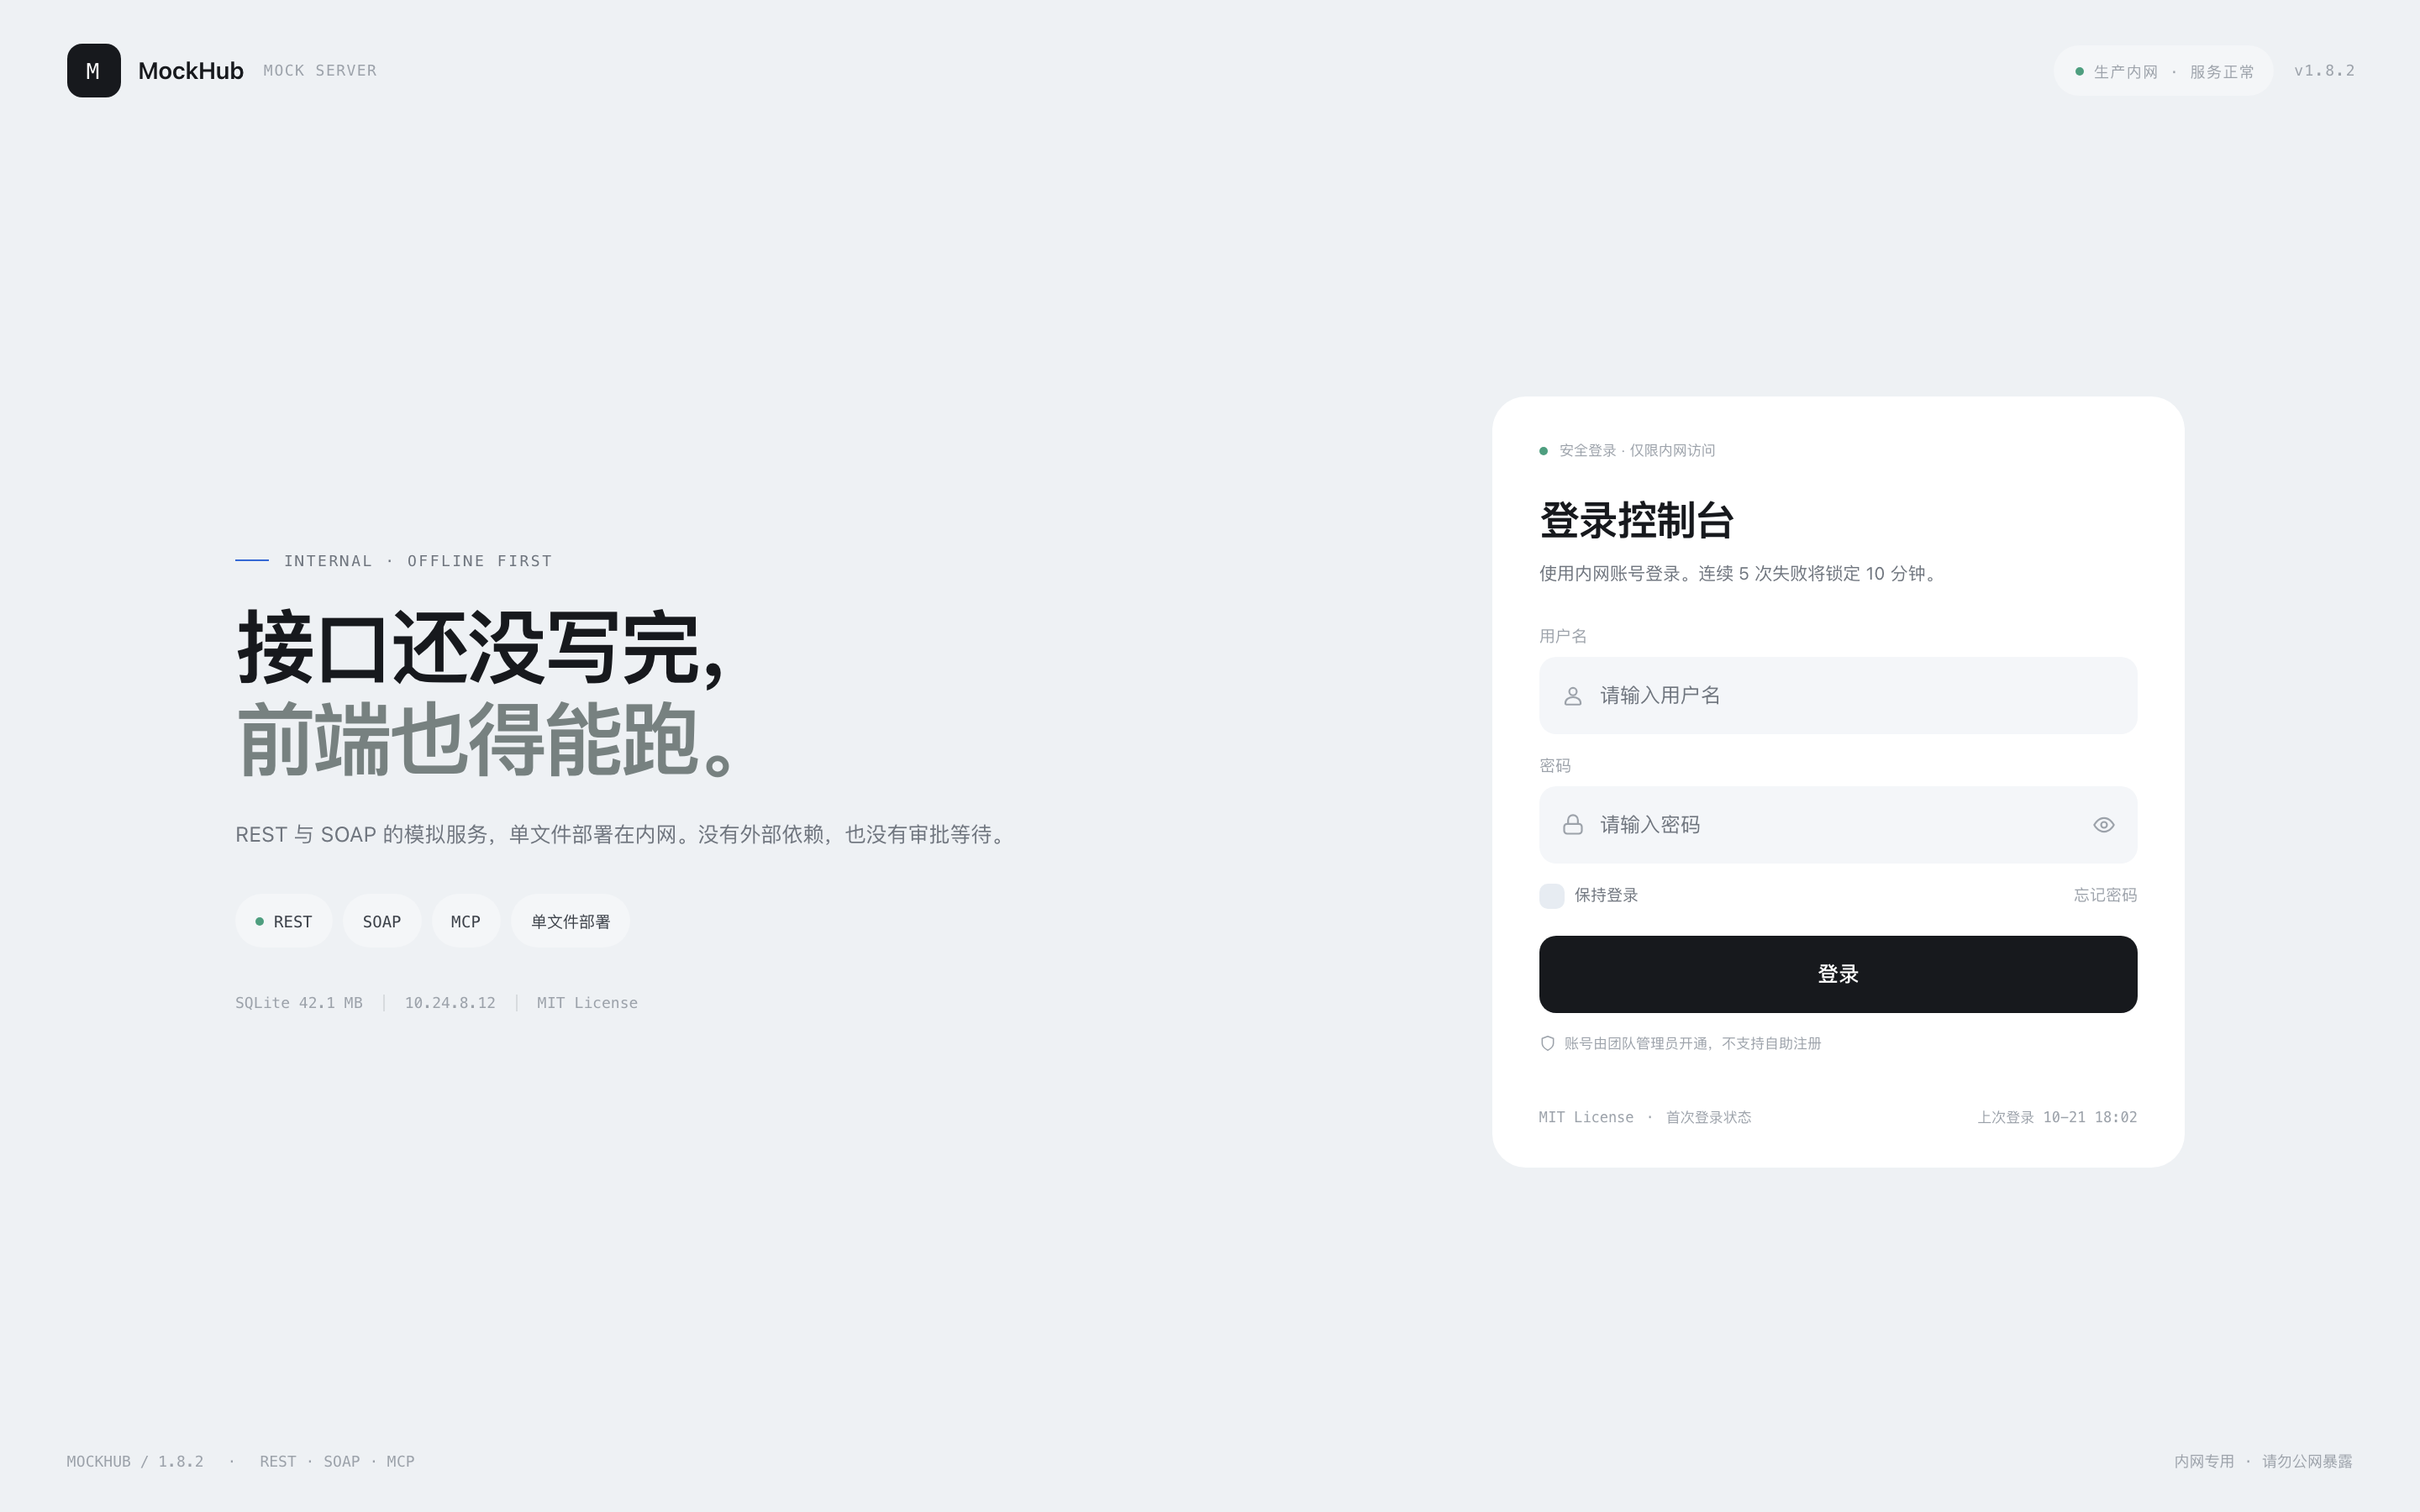 M MockHub MOCK SERVER
生产内网 · 服务正常 v1.8.2
INTERNAL · OFFLINE FIRST
接口还没写完，
前端也得能跑。
REST 与 SOAP 的模拟服务，单文件部署在内网。没有外部依赖，也没有审批等待。
REST SOAP MCP 单文件部署
SQLite 42.1 MB | 10.24.8.12 | MIT License
安全登录 · 仅限内网访问
登录控制台
使用内网账号登录。连续 5 次失败将锁定 10 分钟。
用户名
请输入用户名
密码
请输入密码
保持登录 忘记密码
登录
账号由团队管理员开通，不支持自助注册
MIT License · 首次登录状态 上次登录 10-21 18:02
MOCKHUB / 1.8.2 · REST · SOAP · MCP
内网专用 · 请勿公网暴露